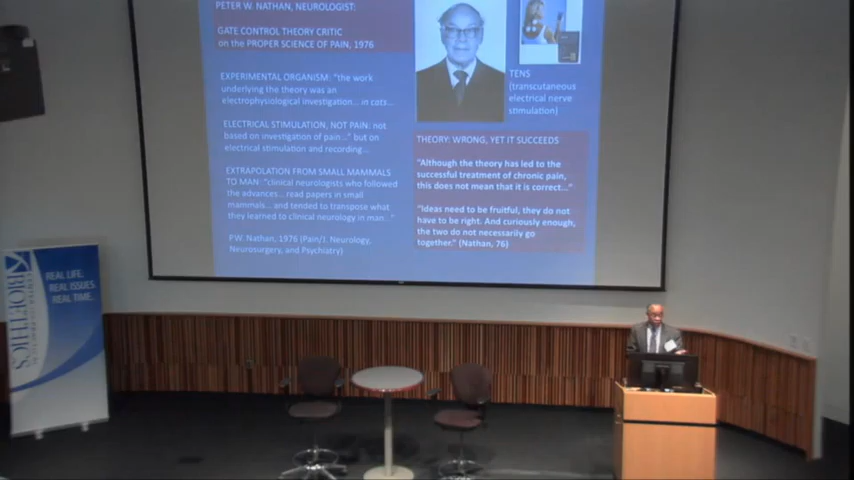 PETER W. NATHAN, NEUROLOGIST:
GATE CONTROL THEORY CRITIC
on the PROPER SCIENCE OF PAIN, 1976
EXPERIMENTAL ORGANISM: "the work
underlying the theory was an
electrophysiological investigation... in cats...
ELECTRICAL STIMULATION, NOT PAIN: not
based on investigation of pain..." but on
electrical stimulation and recording...
EXTRAPOLATION FROM SMALL MAMMALS
TO MAN: "clinical neurologists who followed
the advances... read papers in small
mammals... and tended to transpose what
they learned to clinical neurology in man..."
P.W. Nathan, 1976 (Pain/J. Neurology,
Neurosurgery, and Psychiatry)
TENS
(transcutaneous
electrical nerve
stimulation)
THEORY: WRONG, YET IT SUCCEEDS
"Although the theory has led to the
successful treatment of chronic pain,
this does not mean that it is correct..."
"Ideas need to be fruitful, they do not
have to be right. And curiously enough,
the two do not necessarily go
together." (Nathan, 76)
BIOETHICS
REAL LIFE.
REAL ISSUES.
REAL TIME.